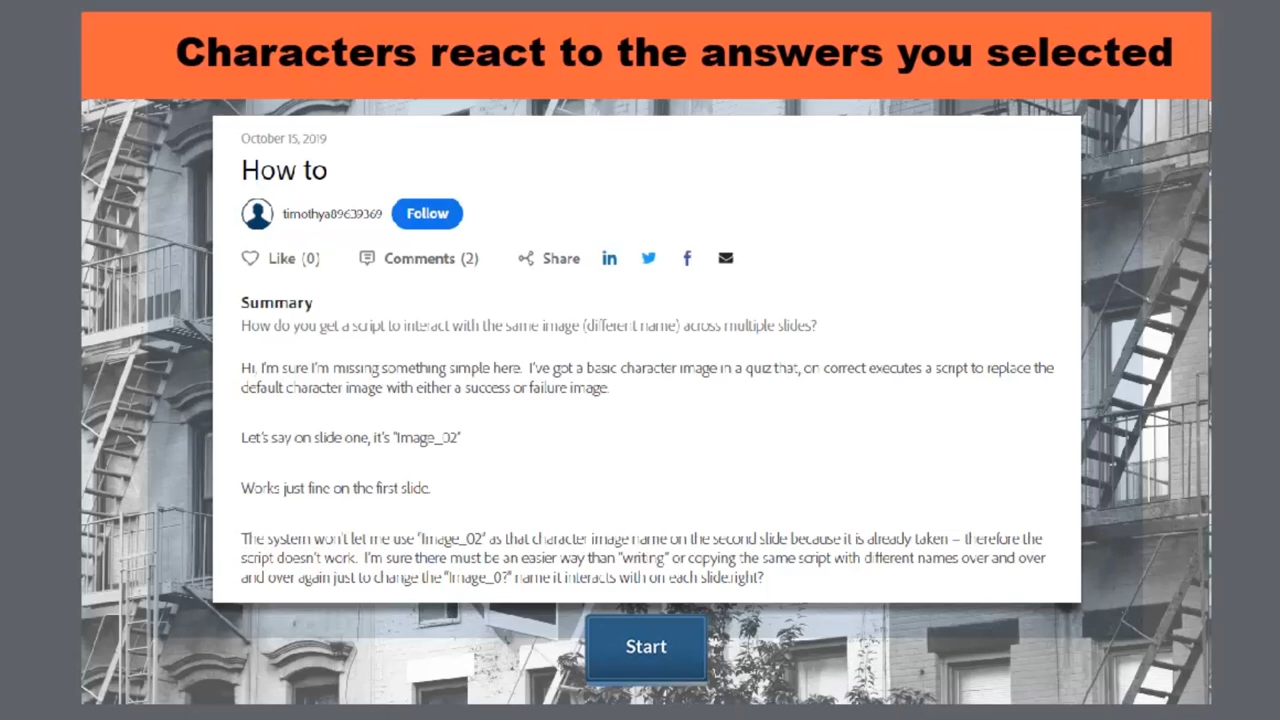 Characters react to the answers you selected
October 15, 2019
How to
timothya89639369 Follow
Like (0) Comments (2) Share in f
Summary
How do you get a script to interact with the same image (different name) across multiple slides?
Hi, I'm sure I'm missing something simple here. I've got a basic character image in a quiz that, on correct executes a script to replace the
default character image with either a success or failure image.
Let's say on slide one, it's "Image_02"
Works just fine on the first slide.
The system won't let me use "Image_02" as that character image name on the second slide because it is already taken – therefore the
script doesn't work. I'm sure there must be an easier way than "writing" or copying the same script with different names over and over
and over again just to change the "Image_0?" name it interacts with on each slide.right?
Start